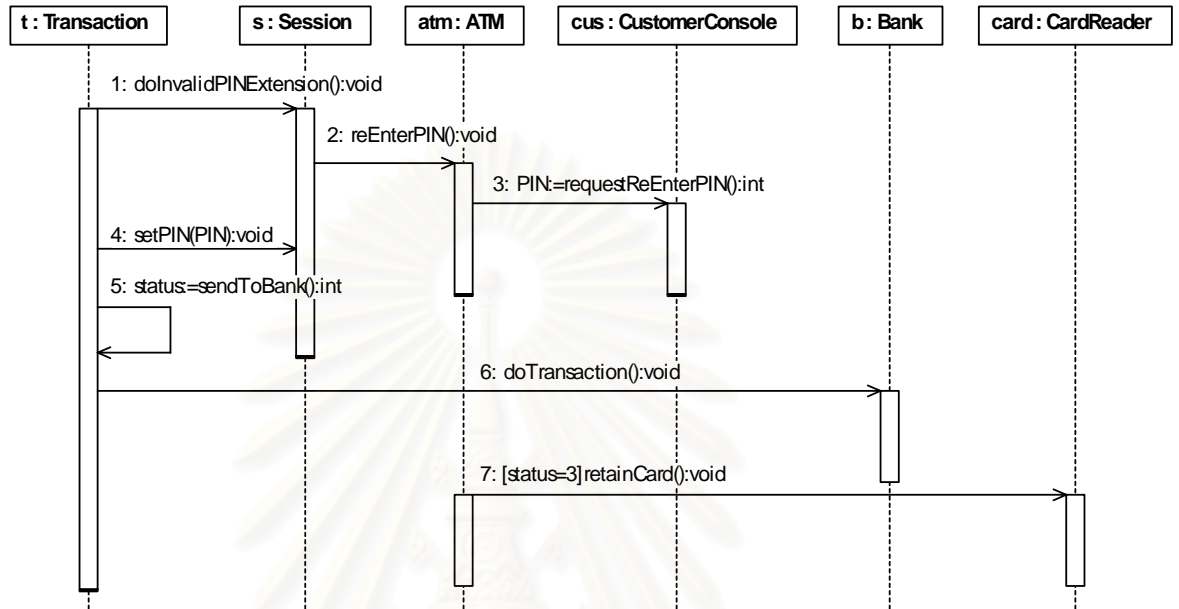 t : Transaction
s : Session
atm : ATM
cus : CustomerConsole
b : Bank
card : CardReader
1: doInvalidPINExtension():void
2: reEnterPIN():void
3: PIN:=requestReEnterPIN():int
4: setPIN(PIN):void
5: status:=sendToBank():int
6: doTransaction():void
7: [status=3]retainCard():void